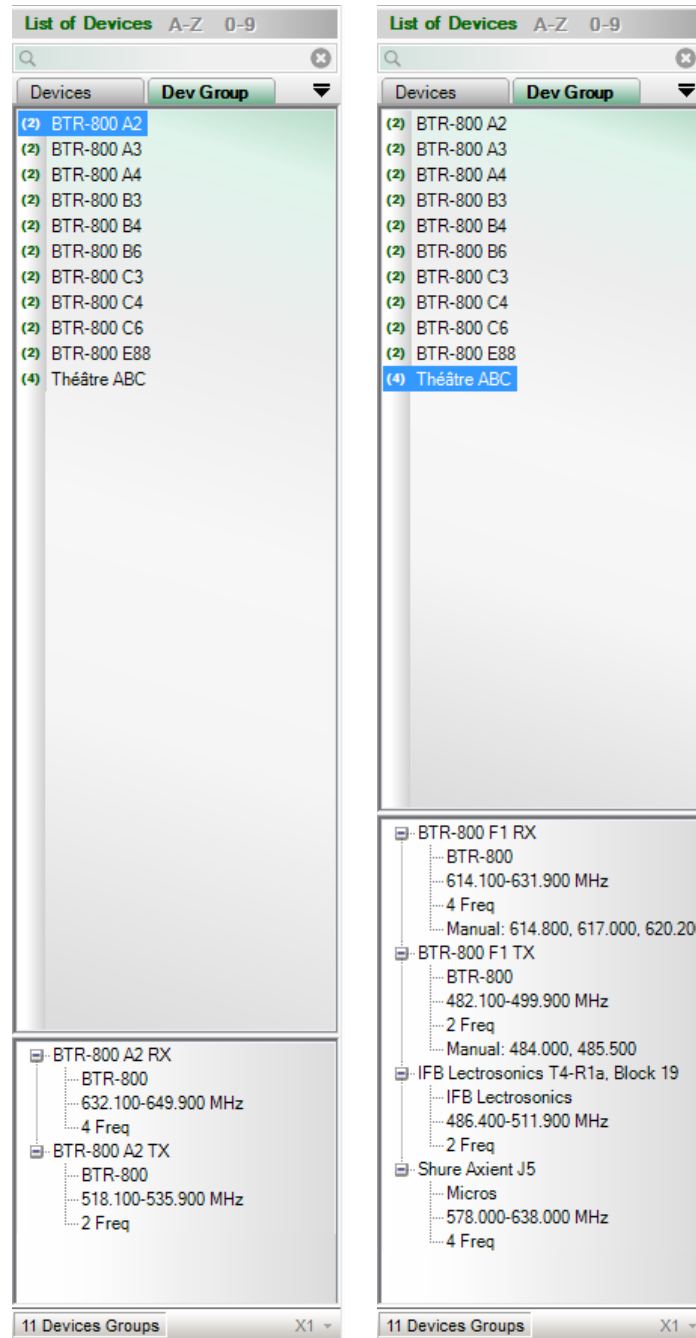 List of Devices A-Z 0-9
Devices Dev Group
(2) BTR-800 A2
(2) BTR-800 A3
(2) BTR-800 A4
(2) BTR-800 B3
(2) BTR-800 B4
(2) BTR-800 B6
(2) BTR-800 C3
(2) BTR-800 C4
(2) BTR-800 C6
(2) BTR-800 E88
(4) Théâtre ABC
BTR-800 A2 RX
BTR-800
632.100-649.900 MHz
4 Freq
BTR-800 A2 TX
BTR-800
518.100-535.900 MHz
2 Freq
11 Devices Groups X1
List of Devices A-Z 0-9
Devices Dev Group
(2) BTR-800 A2
(2) BTR-800 A3
(2) BTR-800 A4
(2) BTR-800 B3
(2) BTR-800 B4
(2) BTR-800 B6
(2) BTR-800 C3
(2) BTR-800 C4
(2) BTR-800 C6
(2) BTR-800 E88
(4) Théâtre ABC
BTR-800 F1 RX
BTR-800
614.100-631.900 MHz
4 Freq
Manual: 614.800, 617.000, 620.20
BTR-800 F1 TX
BTR-800
482.100-499.900 MHz
2 Freq
Manual: 484.000, 485.500
IFB Lectrosonics T4-R1a, Block 19
IFB Lectrosonics
486.400-511.900 MHz
2 Freq
Shure Axient J5
Micros
578.000-638.000 MHz
4 Freq
11 Devices Groups X1